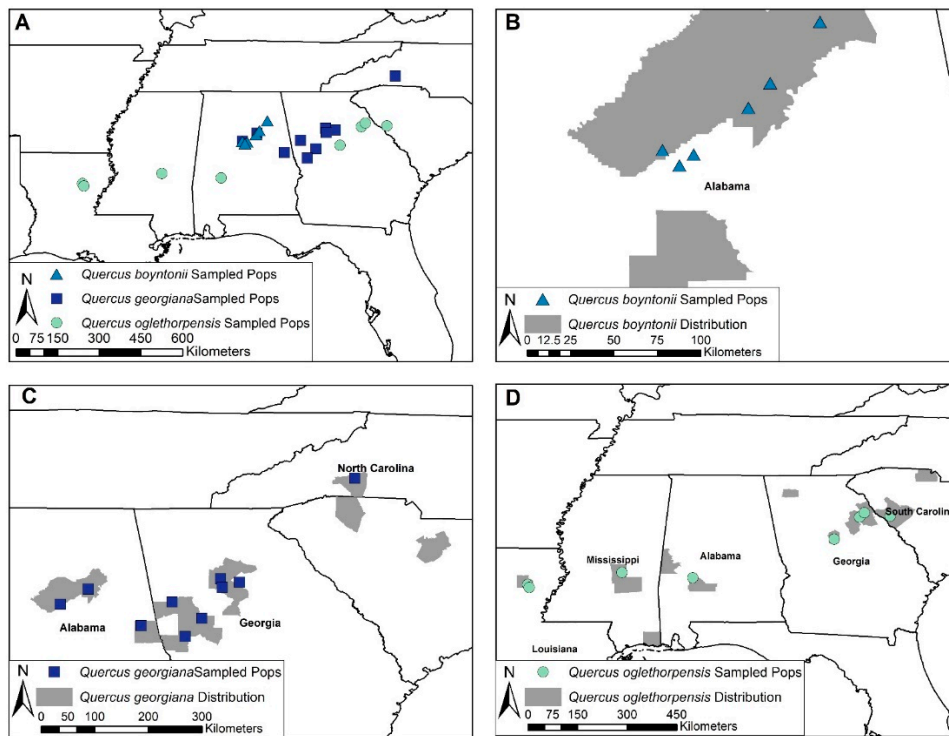 A
N
Quercus boyntonii Sampled Pops
Quercus georgianaSampled Pops
Quercus oglethorpensis Sampled Pops
0 75 150 300 450 600
Kilometers
B
Alabama
N
Quercus boyntonii Sampled Pops
Quercus boyntonii Distribution
0 12.5 25 50 75 100
Kilometers
C
North Carolina
Alabama
Georgia
N
Quercus georgianaSampled Pops
Quercus georgiana Distribution
0 50 100 200 300
Kilometers
D
South Carolin
Mississippi
Alabama
Georgia
Louisiana
N
Quercus oglethorpensis Sampled Pops
Quercus oglethorpensis Distribution
0 75 150 300 450
Kilometers